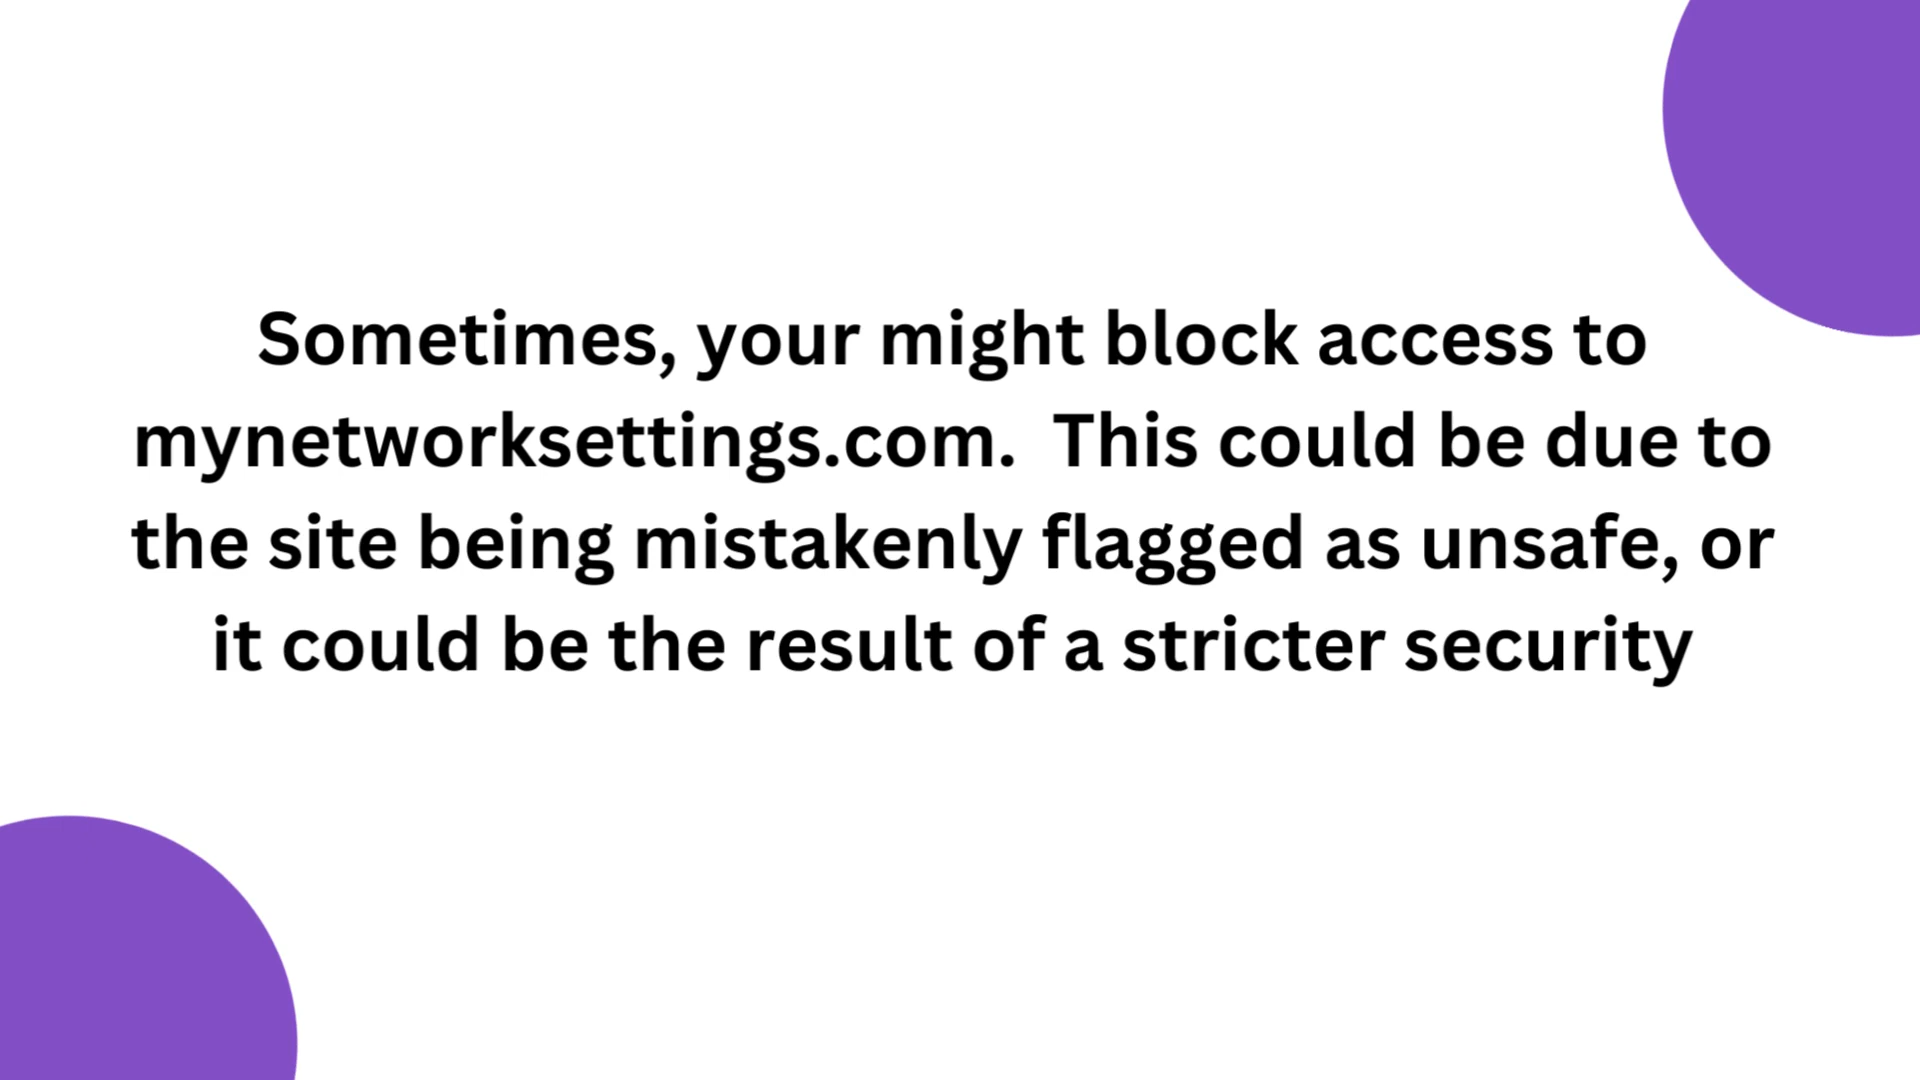 Sometimes, your might block access to
mynetworksettings.com.  This could be due to
the site being mistakenly flagged as unsafe, or
it could be the result of a stricter security